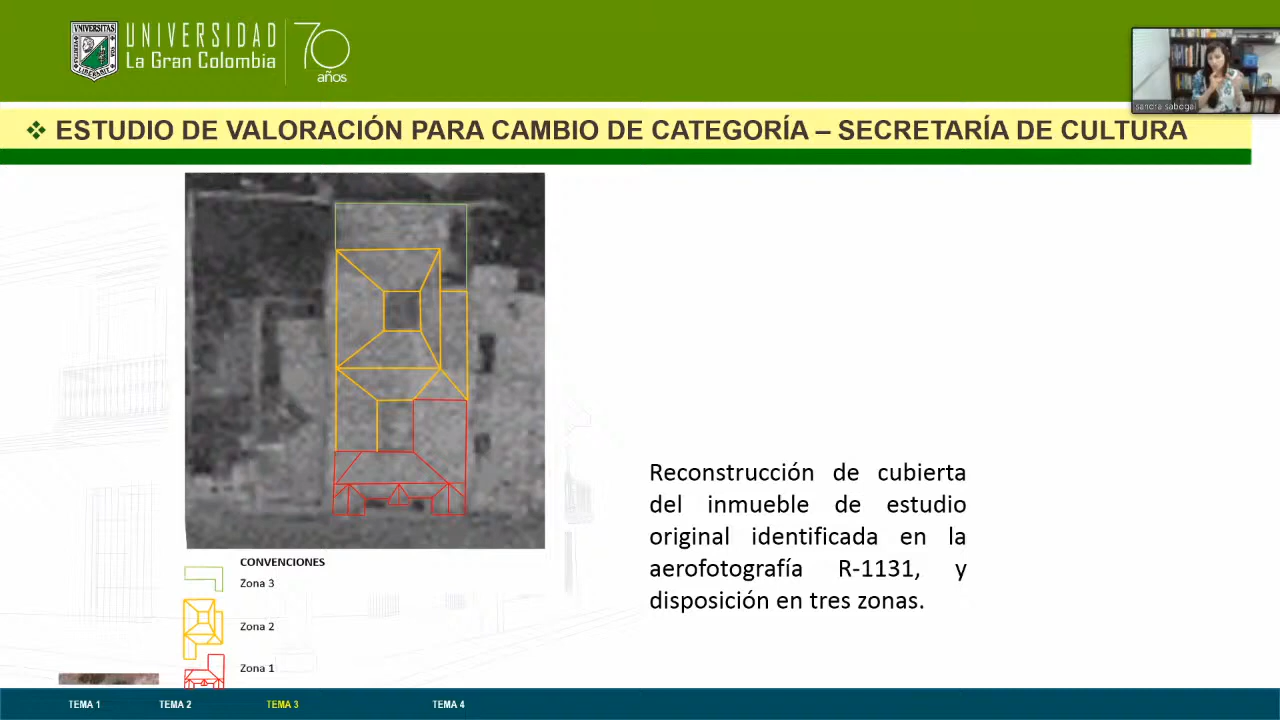 UNIVERSITAS
UNIVERSIDAD
La Gran Colombia
70
años
sandra sabogal
❖ ESTUDIO DE VALORACIÓN PARA CAMBIO DE CATEGORÍA – SECRETARÍA DE CULTURA
Reconstrucción de cubierta
del inmueble de estudio
original identificada en la
aerofotografía R-1131, y
disposición en tres zonas.
CONVENCIONES
Zona 3
Zona 2
Zona 1
TEMA 1
TEMA 2
TEMA 3
TEMA 4